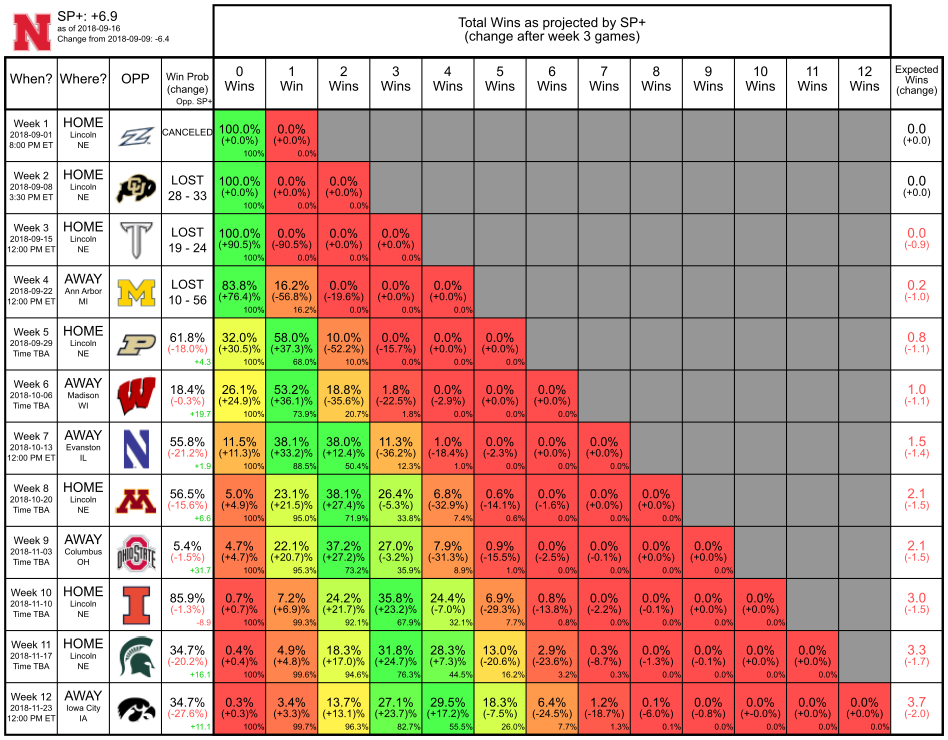 N
SP+: +6.9
as of 2018-09-16
Change from 2018-09-09: -6.4
Total Wins as projected by SP+
(change after week 3 games)
When? Where? OPP Win Prob (change) Opp. SP+ 0 Wins 1 Win 2 Wins 3 Wins 4 Wins 5 Wins 6 Wins 7 Wins 8 Wins 9 Wins 10 Wins 11 Wins 12 Wins Expected Wins (change)
Week 1 HOME 100.0% 0.0% 0.0
2018-09-01 Lincoln Z CANCELED (+0.0%) (+0.0%) (+0.0)
8:00 PM ET NE 100% 0.0%
Week 2 HOME LOST 100.0% 0.0% 0.0% 0.0
2018-09-08 Lincoln CU 28 - 33 (+0.0%) (+0.0%) (+0.0%) (+0.0)
3:30 PM ET NE 100% 0.0% 0.0%
Week 3 HOME LOST 100.0% 0.0% 0.0% 0.0% 0.0
2018-09-15 Lincoln T 19 - 24 (+90.5%) (-90.5%) (+0.0%) (+0.0%) (-0.9)
12:00 PM ET NE 100% 0.0% 0.0% 0.0%
Week 4 AWAY LOST 83.8% 16.2% 0.0% 0.0% 0.0% 0.2
2018-09-22 Ann Arbor M 10 - 56 (+76.4%) (-56.8%) (-19.6%) (+0.0%) (+0.0%) (-1.0)
12:00 PM ET MI 100% 16.2% 0.0% 0.0% 0.0%
Week 5 HOME 61.8% 32.0% 58.0% 10.0% 0.0% 0.0% 0.0% 0.8
2018-09-29 Lincoln P (-18.0%) (+30.5)% (+37.3)% (-52.2%) (-15.7%) (+0.0%) (+0.0%) (-1.1)
Time TBA NE +4.3 100% 68.0% 10.0% 0.0% 0.0% 0.0%
Week 6 AWAY 18.4% 26.1% 53.2% 18.8% 1.8% 0.0% 0.0% 0.0% 1.0
2018-10-06 Madison W (-0.3%) (+24.9)% (+36.1)% (-35.6%) (-22.5%) (-2.9%) (+0.0%) (+0.0%) (-1.1)
Time TBA WI +19.7 100% 73.9% 20.7% 1.8% 0.0% 0.0% 0.0%
Week 7 AWAY 55.8% 11.5% 38.1% 38.0% 11.3% 1.0% 0.0% 0.0% 0.0% 1.5
2018-10-13 Evanston N (-21.2%) (+11.3)% (+33.2)% (+12.4)% (-36.2%) (-18.4%) (-2.3%) (+0.0%) (+0.0%) (-1.4)
12:00 PM ET IL +1.9 100% 88.5% 50.4% 12.3% 1.0% 0.0% 0.0% 0.0%
Week 8 HOME 56.5% 5.0% 23.1% 38.1% 26.4% 6.8% 0.6% 0.0% 0.0% 0.0% 2.1
2018-10-20 Lincoln M (-15.6%) (+4.9)% (+21.5)% (+27.4)% (-5.3%) (-32.9%) (-14.1%) (-1.6%) (+0.0%) (+0.0%) (-1.5)
Time TBA NE +6.6 100% 95.0% 71.9% 33.8% 7.4% 0.6% 0.0% 0.0% 0.0%
Week 9 AWAY 5.4% 4.7% 22.1% 37.2% 27.0% 7.9% 0.9% 0.0% 0.0% 0.0% 0.0% 2.1
2018-11-03 Columbus OHIO STATE (-1.5%) (+4.7)% (+20.7)% (+27.2)% (-3.2%) (-31.3%) (-15.5%) (-2.5%) (-0.1%) (+0.0%) (+0.0%) (-1.5)
Time TBA OH +31.7 100% 95.3% 73.2% 35.9% 8.9% 1.0% 0.0% 0.0% 0.0% 0.0%
Week 10 HOME 85.9% 0.7% 7.2% 24.2% 35.8% 24.4% 6.9% 0.8% 0.0% 0.0% 0.0% 0.0% 3.0
2018-11-10 Lincoln I (-1.3%) (+0.7)% (+6.9)% (+21.7)% (+23.2)% (-7.0%) (-29.3%) (-13.8%) (-2.2%) (-0.1%) (+0.0%) (+0.0%) (-1.5)
Time TBA NE -8.9 100% 99.3% 92.1% 67.9% 32.1% 7.7% 0.8% 0.0% 0.0% 0.0% 0.0%
Week 11 HOME 34.7% 0.4% 4.9% 18.3% 31.8% 28.3% 13.0% 2.9% 0.3% 0.0% 0.0% 0.0% 0.0% 3.3
2018-11-17 Lincoln (-20.2%) (+0.4)% (+4.8)% (+17.0)% (+24.7)% (+7.3)% (-20.6%) (-23.6%) (-8.7%) (-1.3%) (-0.1%) (+0.0%) (+0.0%) (-1.7)
Time TBA NE +16.1 100% 99.6% 94.6% 76.3% 44.5% 16.2% 3.2% 0.3% 0.0% 0.0% 0.0% 0.0%
Week 12 AWAY 34.7% 0.3% 3.4% 13.7% 27.1% 29.5% 18.3% 6.4% 1.2% 0.1% 0.0% 0.0% 0.0% 0.0% 3.7
2018-11-23 Iowa City (-27.6%) (+0.3)% (+3.3)% (+13.1)% (+23.7)% (+17.2)% (-7.5%) (-24.5%) (-18.7%) (-6.0%) (-0.8%) (+0.0%) (+0.0%) (+0.0%) (-2.0)
12:00 PM ET IA +11.1 100% 99.7% 96.3% 82.7% 55.5% 26.0% 7.7% 1.3% 0.1% 0.0% 0.0% 0.0% 0.0%